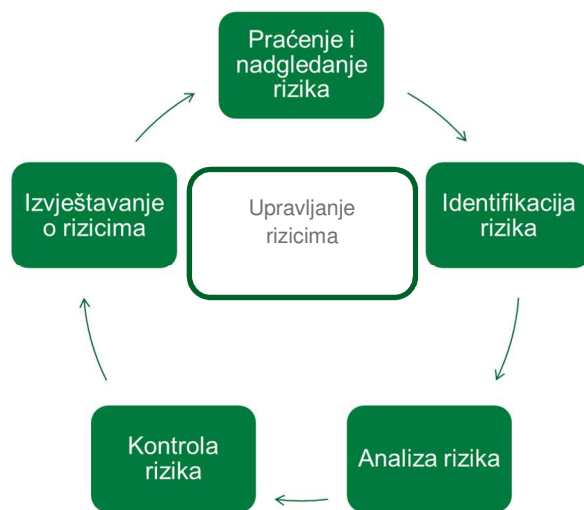 Praćenje i
nadgledanje
rizika
Izvještavanje
o rizicima
Upravljanje
rizicima
Identifikacija
rizika
Kontrola
rizika
Analiza rizika